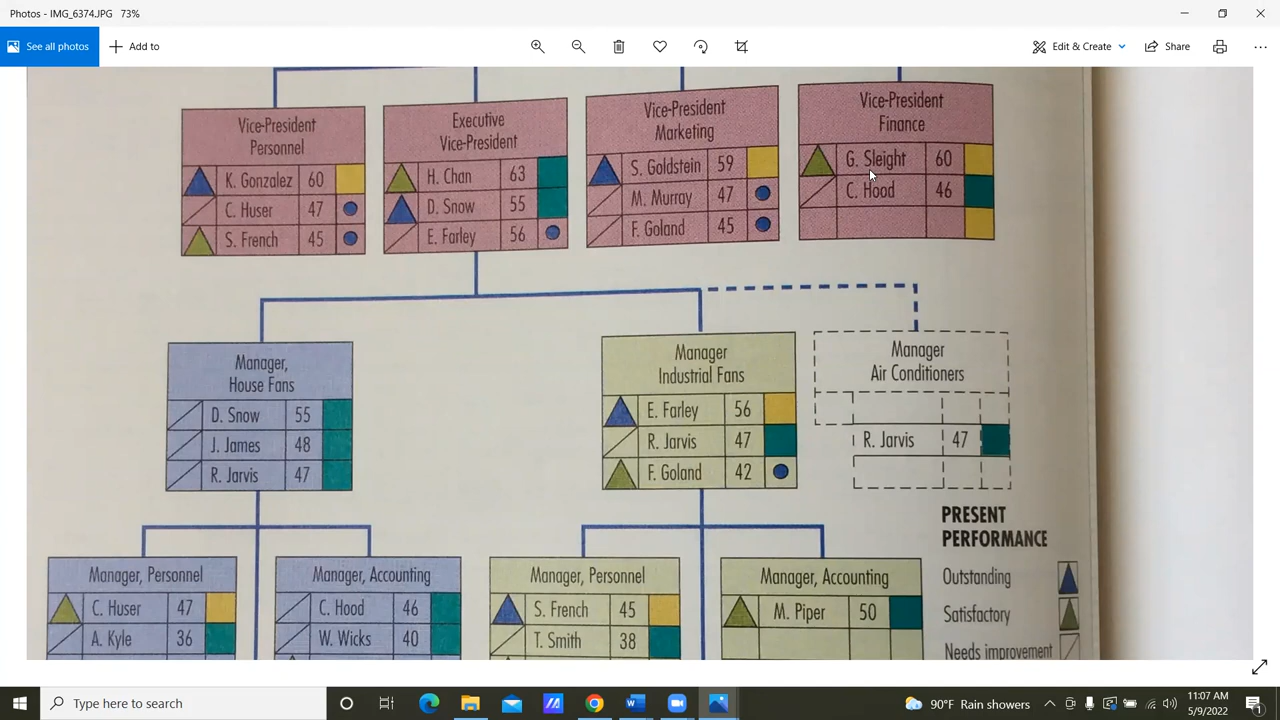 Photos - IMG_6374.JPG 73%
See all photos
Add to
Edit & Create
Share
Vice-President
Personnel
K. Gonzalez 60
C. Huser 47
S. French 45
Executive
Vice-President
H. Chan 63
D. Snow 55
E. Farley 56
Vice-President
Marketing
S. Goldstein 59
M. Murray 47
F. Goland 45
Vice-President
Finance
G. Sleight 60
C. Hood 46
Manager,
House Fans
D. Snow 55
J. James 48
R. Jarvis 47
Manager
Industrial Fans
E. Farley 56
R. Jarvis 47
F. Goland 42
Manager
Air Conditioners
R. Jarvis 47
Manager, Personnel
C. Huser 47
A. Kyle 36
Manager, Accounting
C. Hood 46
W. Wicks 40
Manager, Personnel
S. French 45
T. Smith 38
Manager, Accounting
M. Piper 50
PRESENT
PERFORMANCE
Outstanding
Satisfactory
Needs improvement
Type here to search
90°F Rain showers
11:07 AM
5/9/2022
1